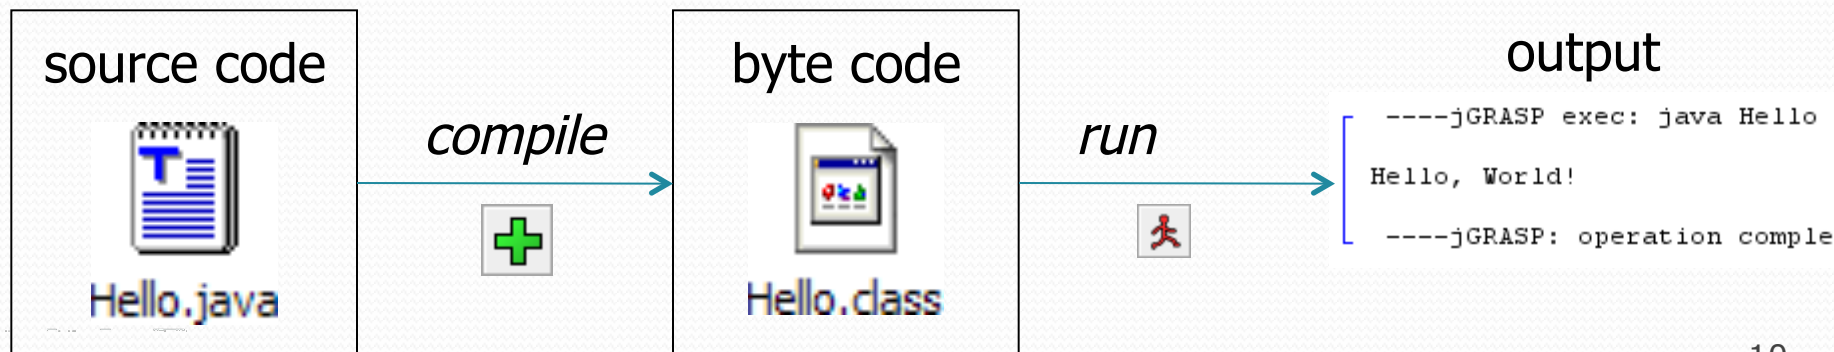 source code
Hello.java
compile
byte code
Hello.class
run
output
----jGRASP exec: java Hello
Hello, World!
----jGRASP: operation comple